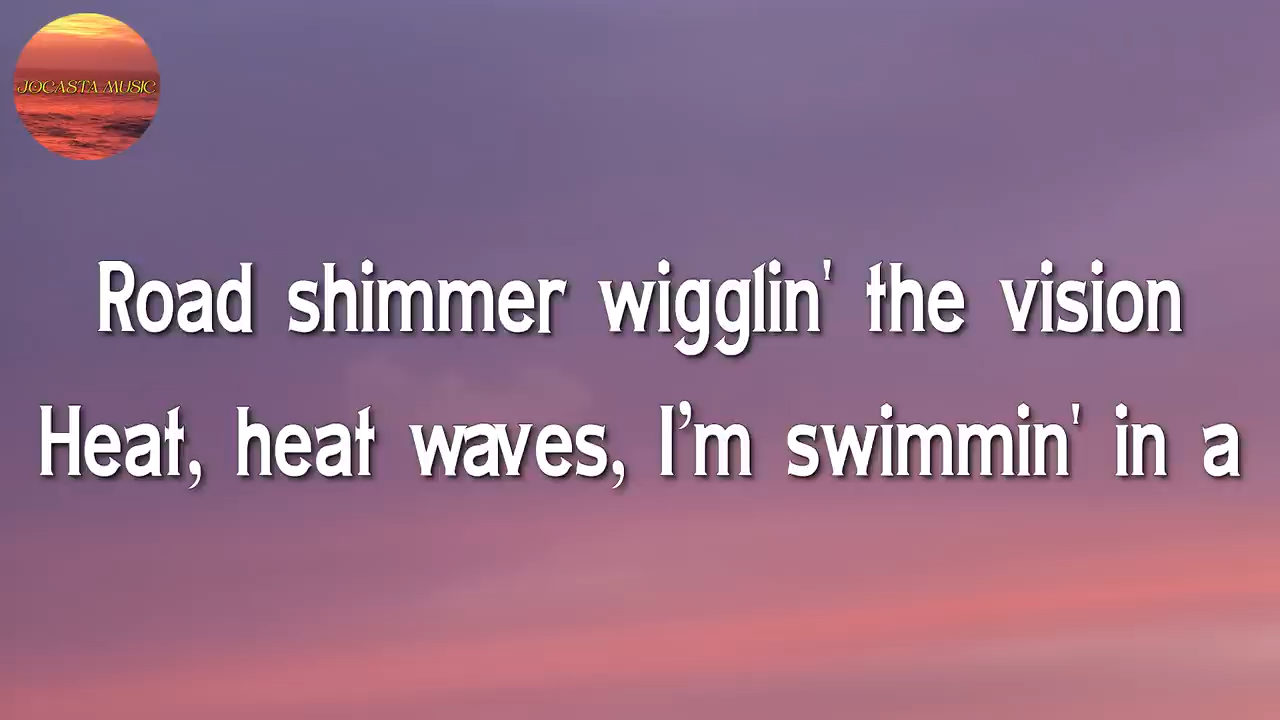 JOCASTA MUSIC
Road shimmer wigglin' the vision
Heat, heat waves, I’m swimmin' in a